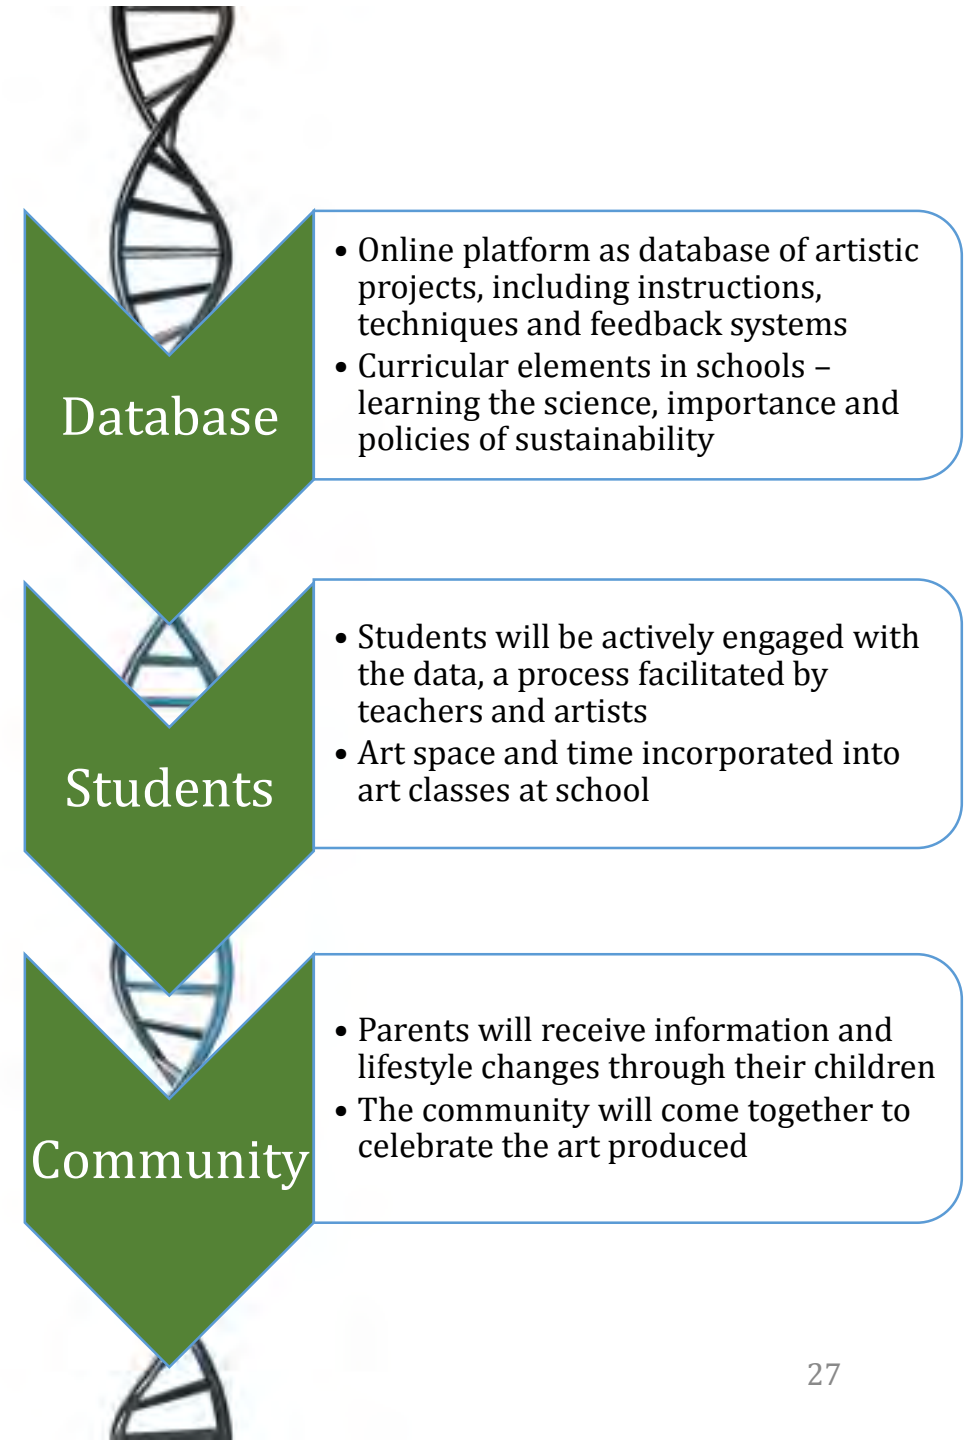 Database
• Online platform as database of artistic
projects, including instructions,
techniques and feedback systems
• Curricular elements in schools –
learning the science, importance and
policies of sustainability
Students
• Students will be actively engaged with
the data, a process facilitated by
teachers and artists
• Art space and time incorporated into
art classes at school
Community
• Parents will receive information and
lifestyle changes through their children
• The community will come together to
celebrate the art produced
27